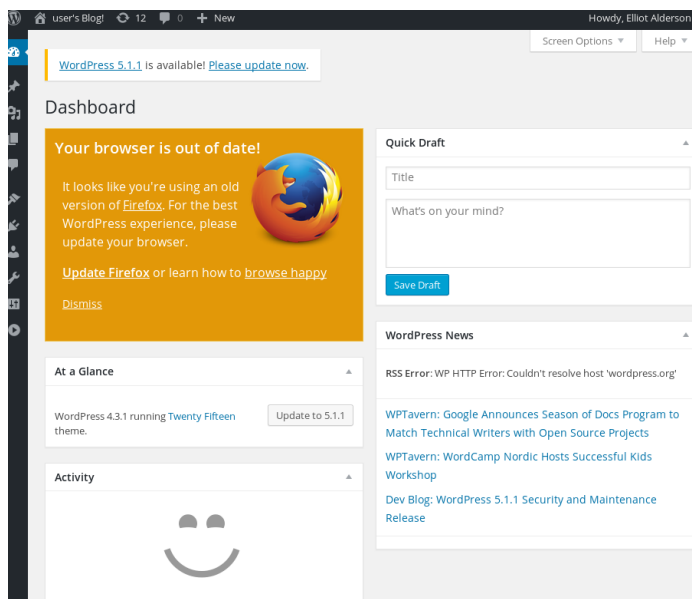 user's Blog! 12 0 New Howdy, Elliot Alderson
Screen Options Help
WordPress 5.1.1 is available! Please update now.
Dashboard
Your browser is out of date!
It looks like you're using an old
version of Firefox. For the best
WordPress experience, please
update your browser.
Update Firefox or learn how to browse happy
Dismiss
At a Glance
WordPress 4.3.1 running Twenty Fifteen
theme.
Update to 5.1.1
Activity
Quick Draft
Title
What's on your mind?
Save Draft
WordPress News
RSS Error: WP HTTP Error: Couldn't resolve host 'wordpress.org'
WPTavern: Google Announces Season of Docs Program to
Match Technical Writers with Open Source Projects
WPTavern: WordCamp Nordic Hosts Successful Kids
Workshop
Dev Blog: WordPress 5.1.1 Security and Maintenance
Release